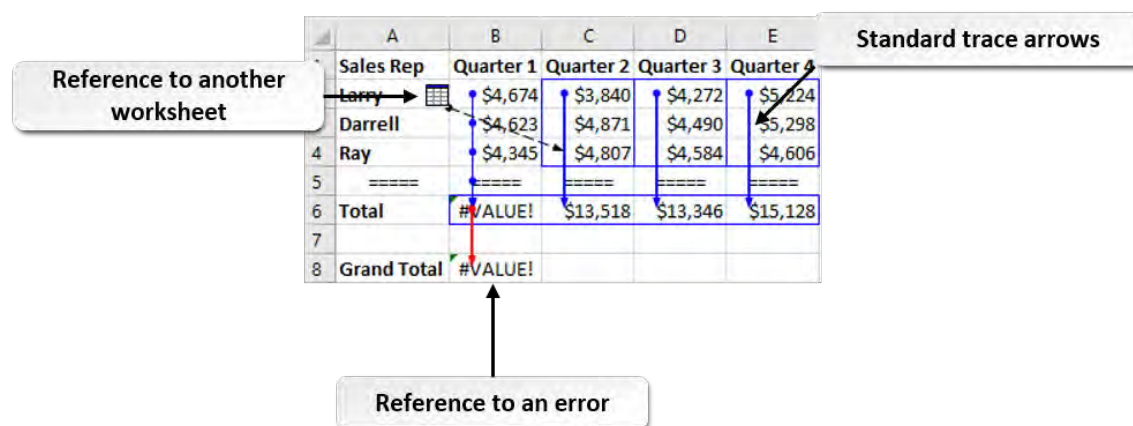 A B C D E
Standard trace arrows
Sales Rep Quarter 1 Quarter 2 Quarter 3 Quarter 4
Reference to another
worksheet
Larry $4,674 $3,840 $4,272 $5,224
Darrell $4,623 $4,871 $4,490 $5,298
4 Ray $4,345 $4,807 $4,584 $4,606
5 ===== ===== ===== ===== =====
6 Total #VALUE! $13,518 $13,346 $15,128
7
8 Grand Total #VALUE!
Reference to an error